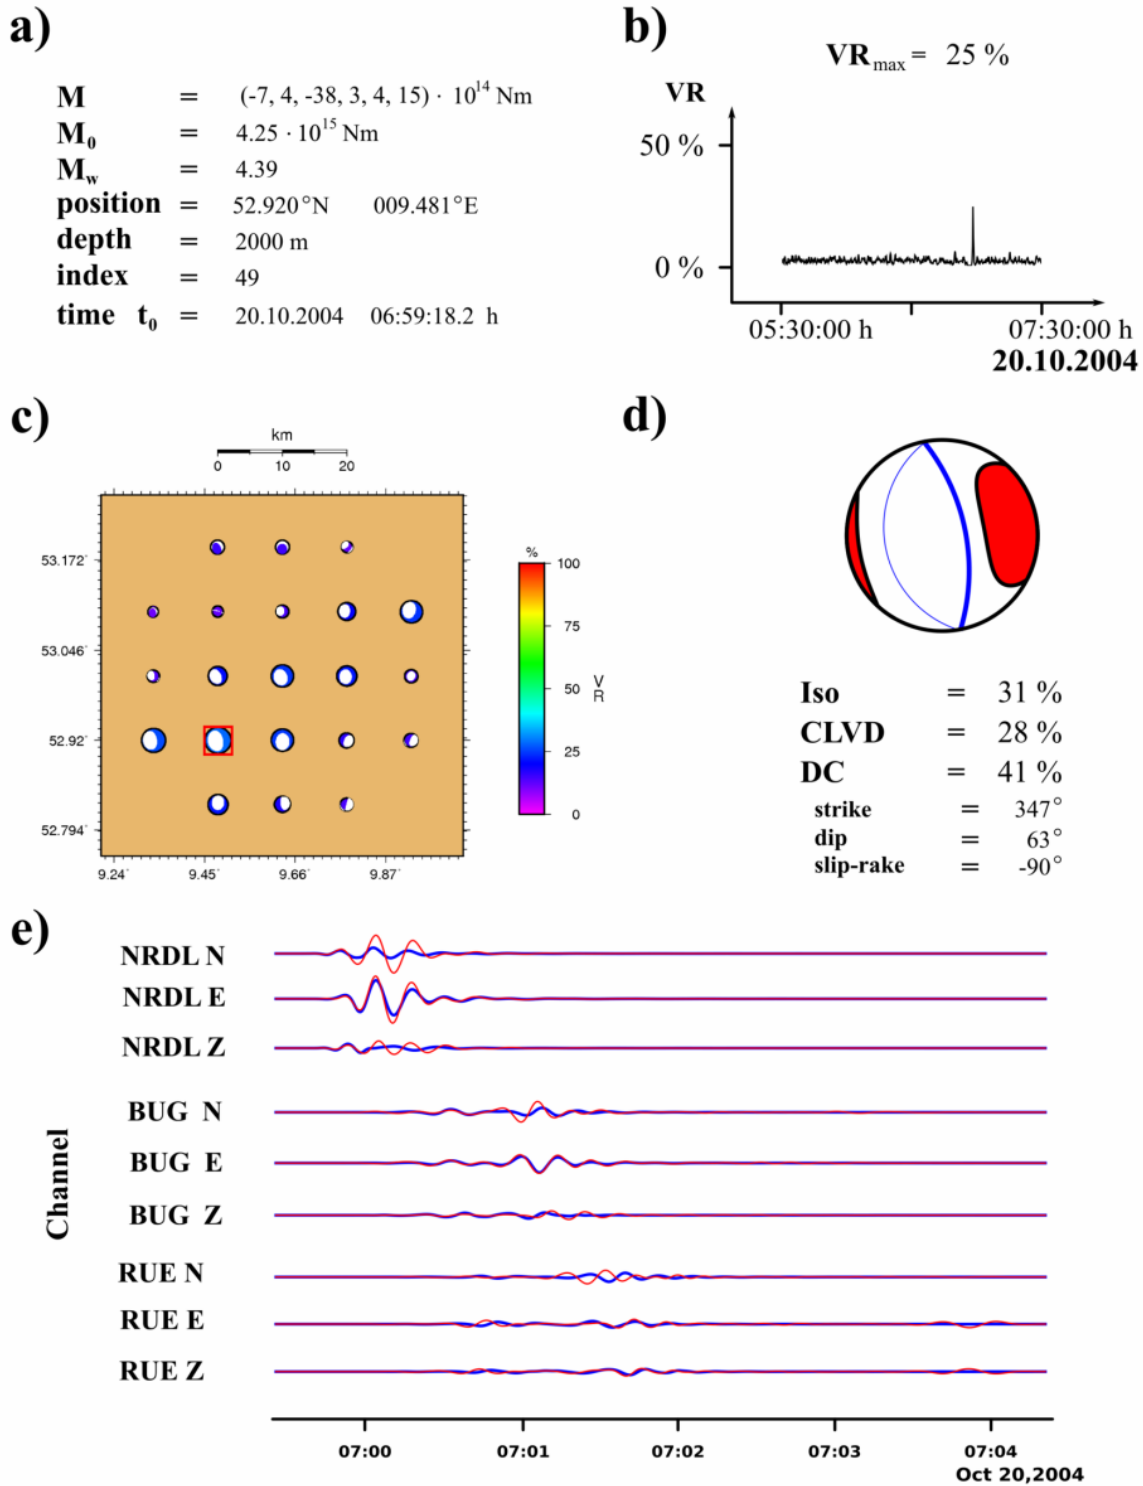 a)
M = (-7, 4, -38, 3, 4, 15) · 10¹⁴ Nm
M₀ = 4.25 · 10¹⁵ Nm
M_w = 4.39
position = 52.920°N 009.481°E
depth = 2000 m
index = 49
time t₀ = 20.10.2004 06:59:18.2 h
b)
VR_max = 25 %
VR
50 %
0 %
05:30:00 h 07:30:00 h
20.10.2004
c)
km
0 10 20
53.172°
53.046°
52.92°
52.794°
9.24° 9.45° 9.66° 9.87°
%
100
75
50
25
0
VR
d)
Iso = 31 %
CLVD = 28 %
DC = 41 %
strike = 347°
dip = 63°
slip-rake = -90°
e)
Channel
NRDL N
NRDL E
NRDL Z
BUG N
BUG E
BUG Z
RUE N
RUE E
RUE Z
07:00 07:01 07:02 07:03 07:04
Oct 20,2004